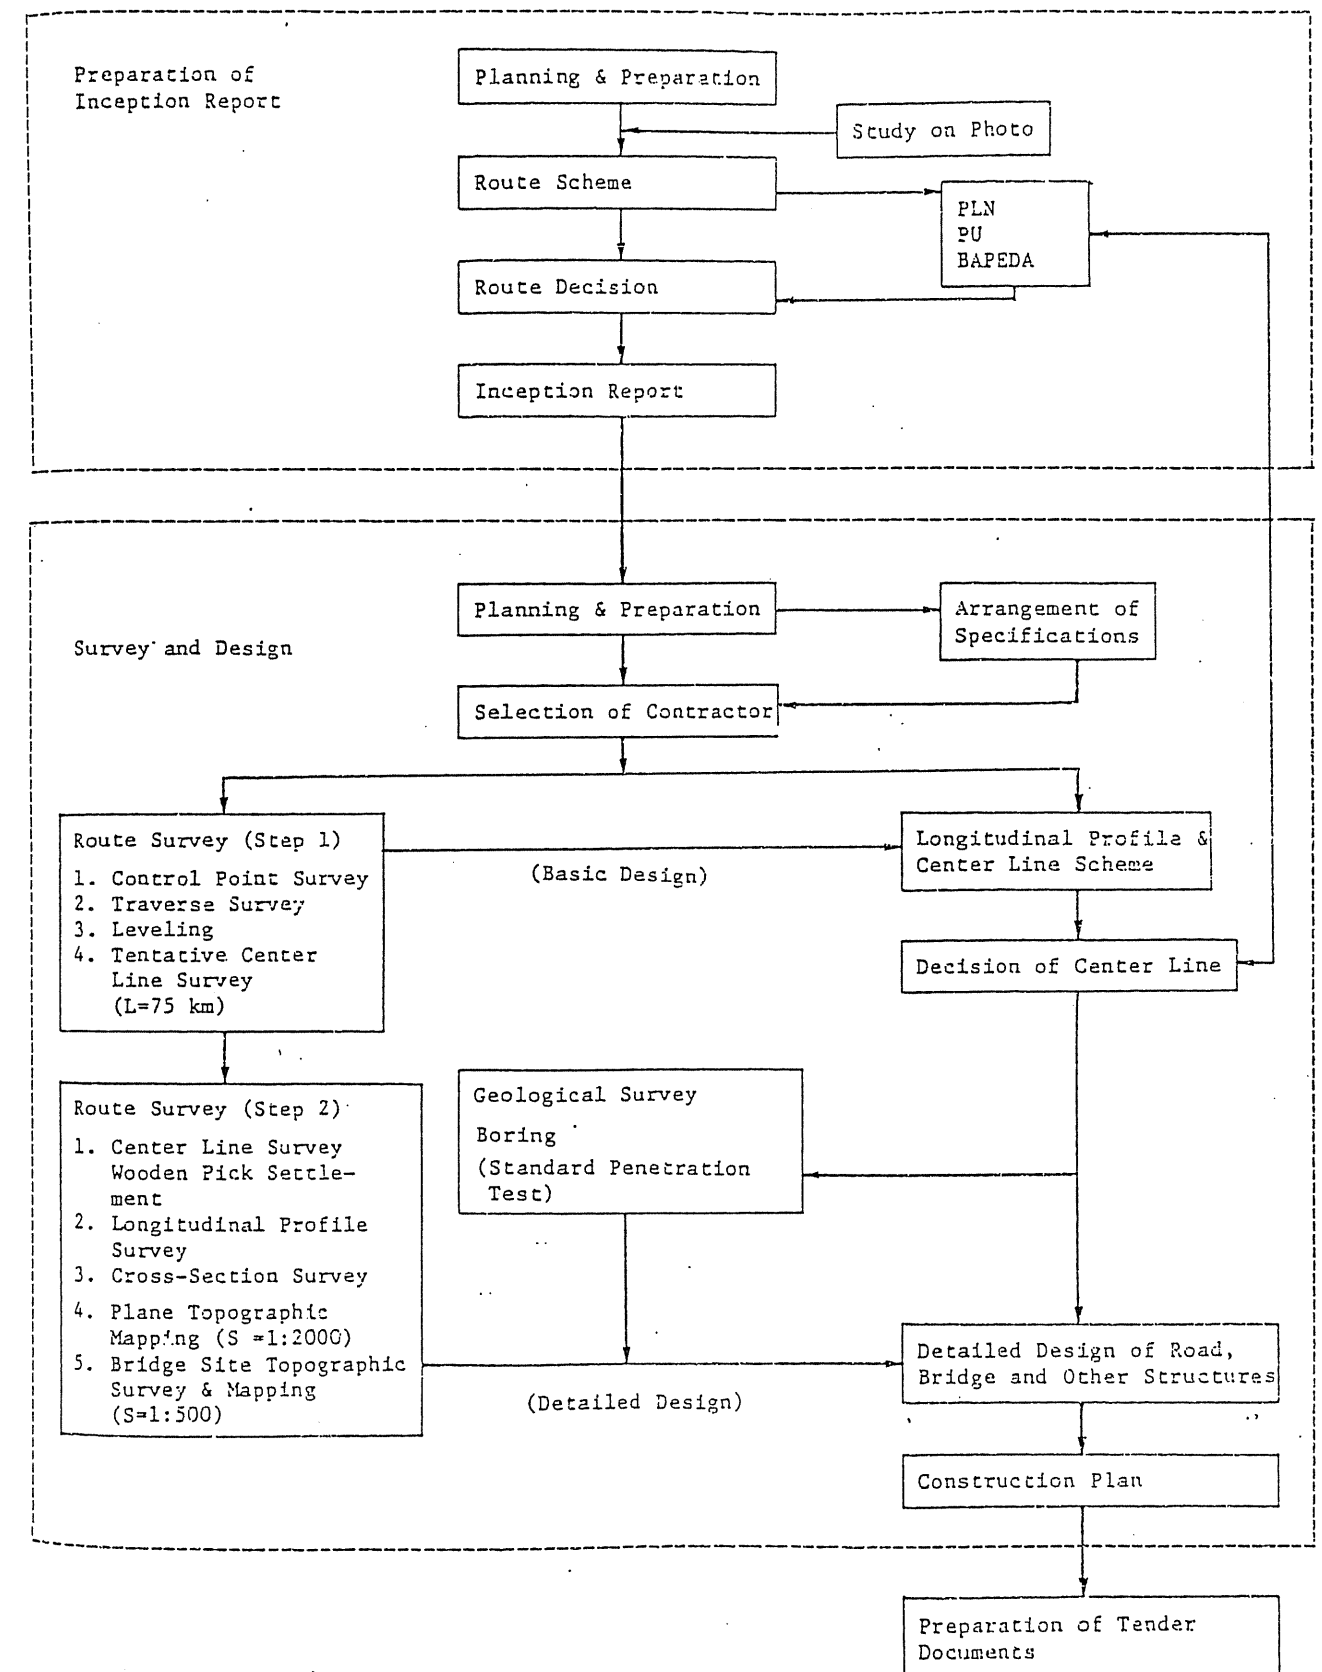 Preparation of
Inception Report
Planning & Preparation
Study on Photo
Route Scheme
PLN
PU
BAPEDA
Route Decision
Inception Report
Survey and Design
Planning & Preparation
Arrangement of
Specifications
Selection of Contractor
Route Survey (Step 1)
1. Control Point Survey
2. Traverse Survey
3. Leveling
4. Tentative Center
Line Survey
(L=75 km)
(Basic Design)
Longitudinal Profile &
Center Line Scheme
Decision of Center Line
Route Survey (Step 2)
1. Center Line Survey
Wooden Pick Settle-
ment
2. Longitudinal Profile
Survey
3. Cross-Section Survey
4. Plane Topographic
Mapping (S =1:2000)
5. Bridge Site Topographic
Survey & Mapping
(S=1:500)
Geological Survey
Boring
(Standard Penetration
Test)
(Detailed Design)
Detailed Design of Road,
Bridge and Other Structures
Construction Plan
Preparation of Tender
Documents